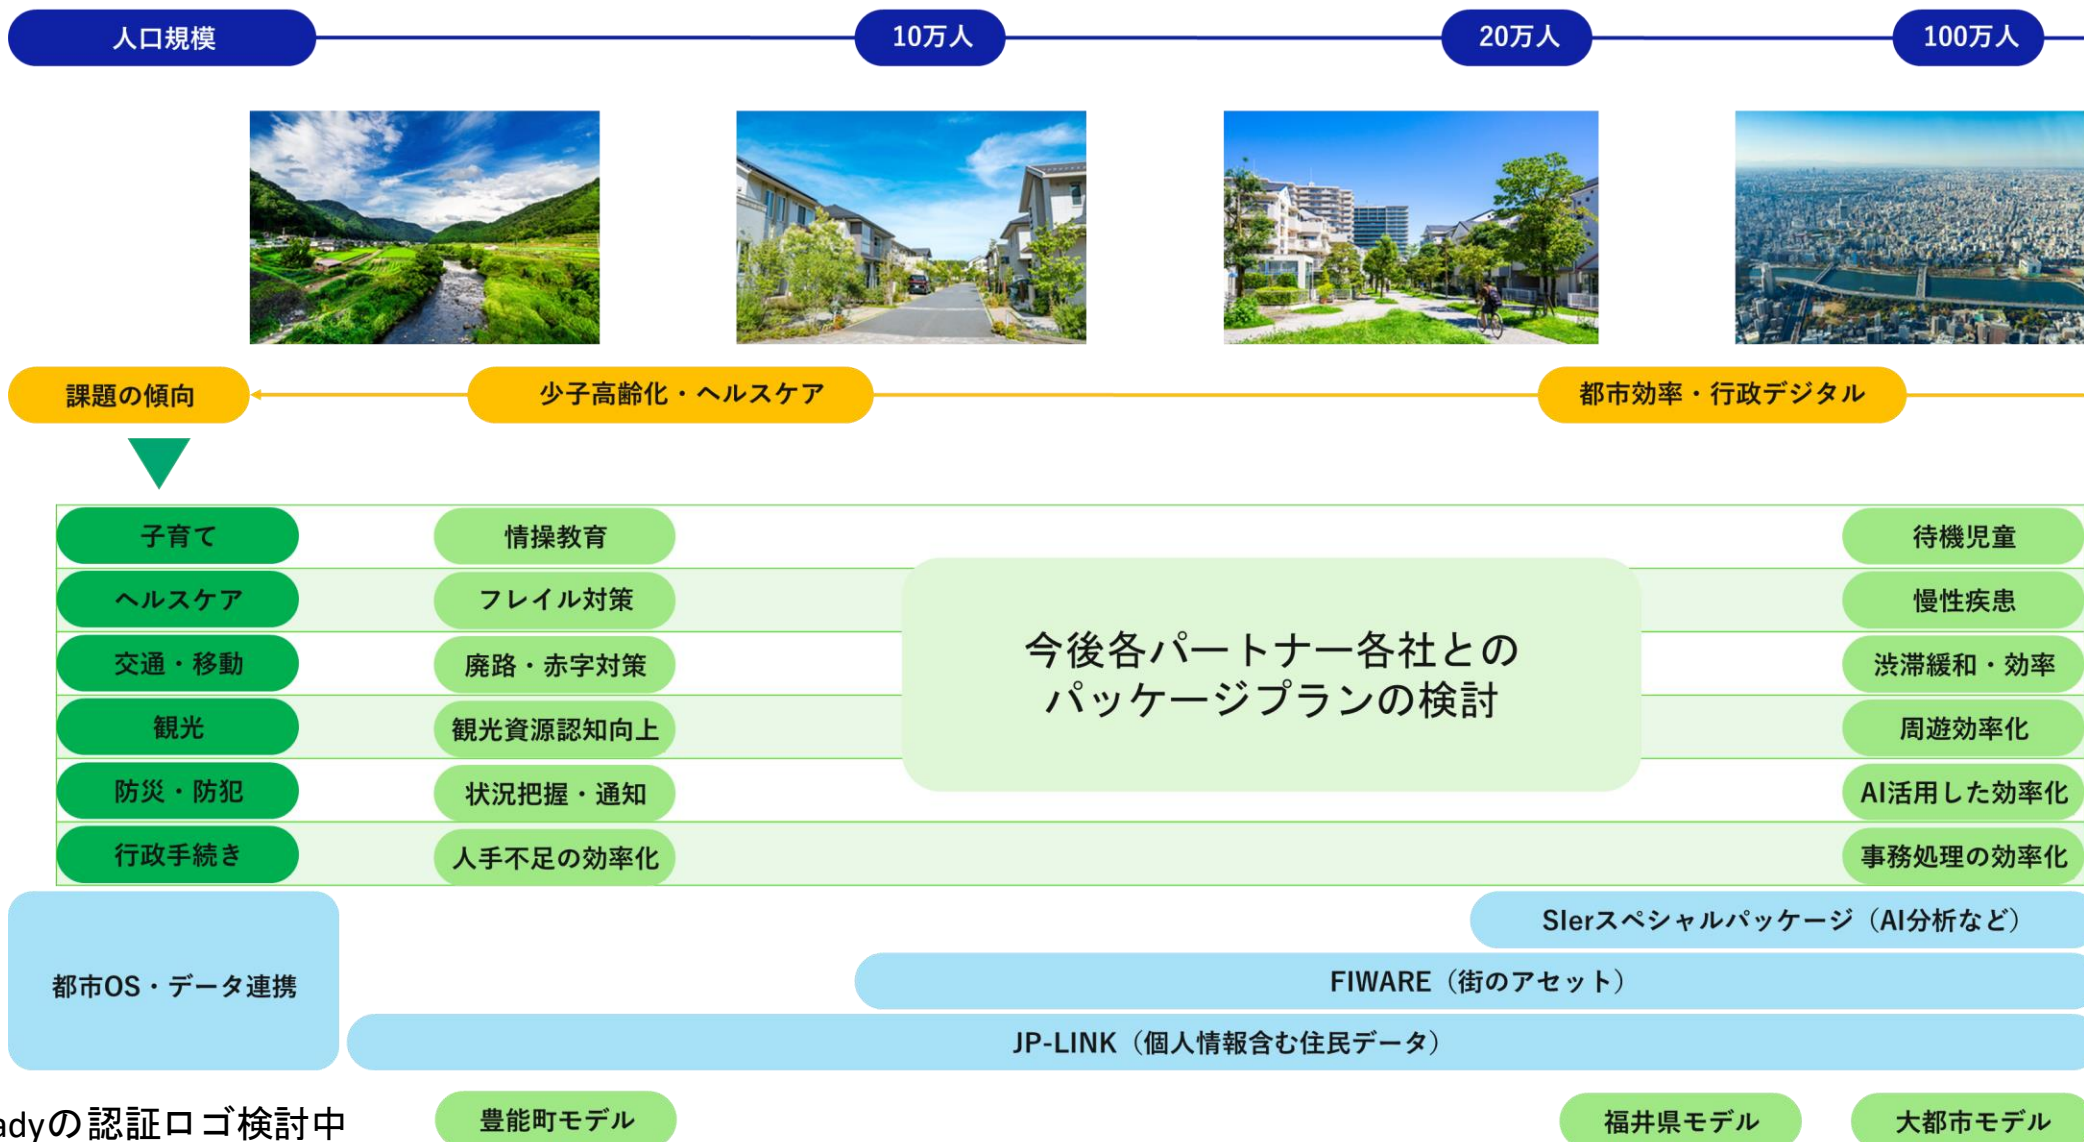 人口規模
10万人
20万人
100万人
課題の傾向
少子高齢化・ヘルスケア
都市効率・行政デジタル
子育て
情操教育
待機児童
ヘルスケア
フレイル対策
慢性疾患
交通・移動
廃路・赤字対策
渋滞緩和・効率
観光
観光資源認知向上
周遊効率化
防災・防犯
状況把握・通知
AI活用した効率化
行政手続き
人手不足の効率化
事務処理の効率化
今後各パートナー各社との
パッケージプランの検討
都市OS・データ連携
SIerスペシャルパッケージ（AI分析など）
FIWARE（街のアセット）
JP-LINK（個人情報含む住民データ）
adyの認証ロゴ検討中
豊能町モデル
福井県モデル
大都市モデル